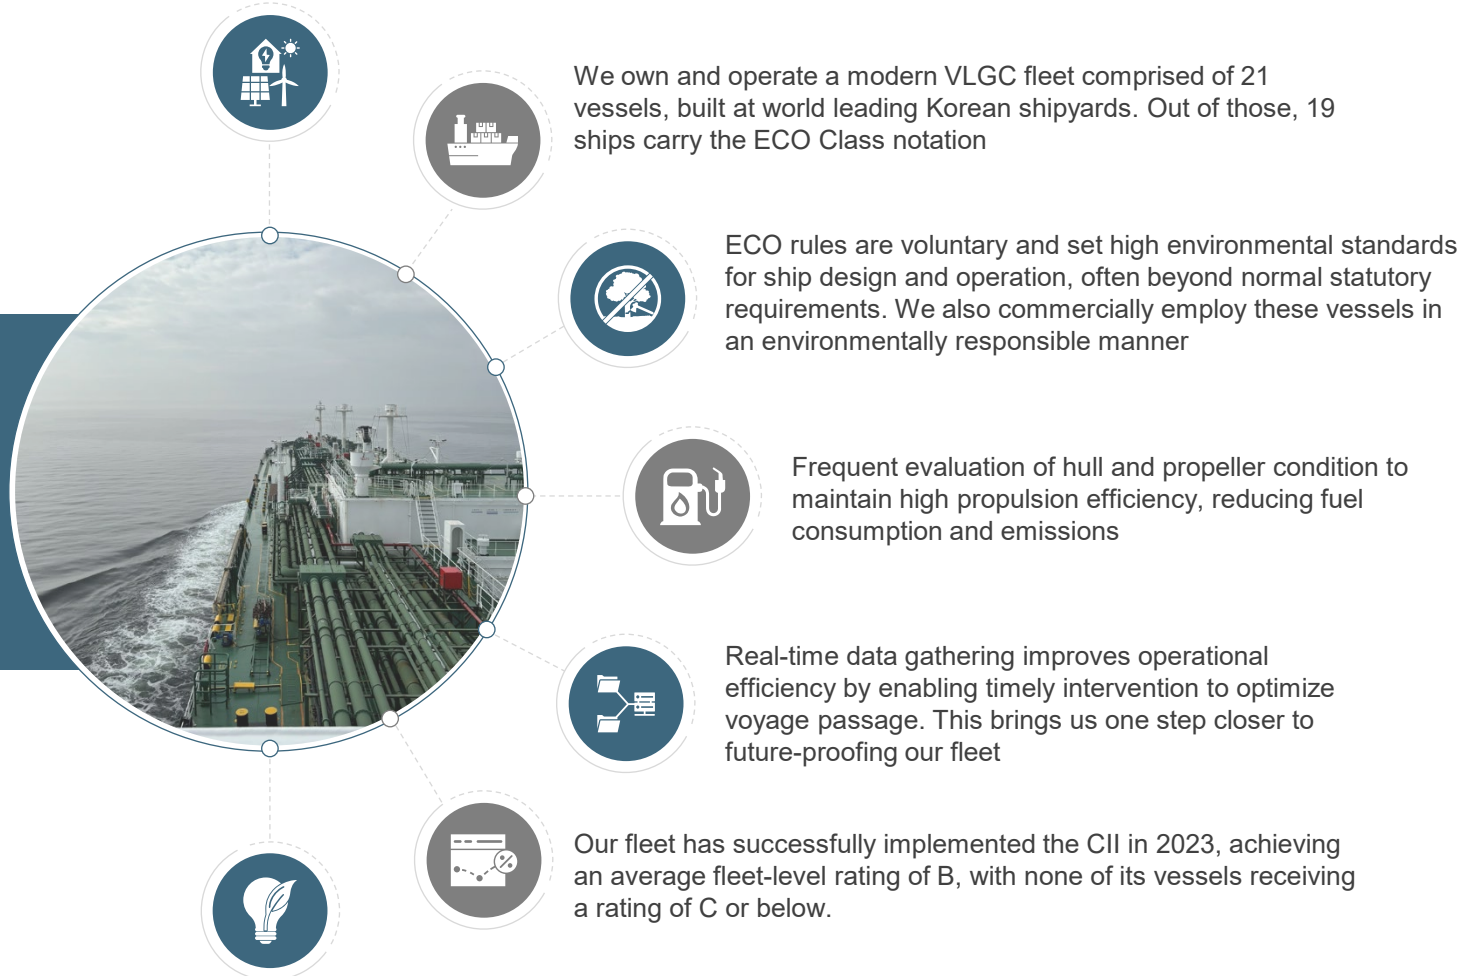 We own and operate a modern VLGC fleet comprised of 21
vessels, built at world leading Korean shipyards. Out of those, 19
ships carry the ECO Class notation
ECO rules are voluntary and set high environmental standards
for ship design and operation, often beyond normal statutory
requirements. We also commercially employ these vessels in
an environmentally responsible manner
Frequent evaluation of hull and propeller condition to
maintain high propulsion efficiency, reducing fuel
consumption and emissions
Real-time data gathering improves operational
efficiency by enabling timely intervention to optimize
voyage passage. This brings us one step closer to
future-proofing our fleet
Our fleet has successfully implemented the CII in 2023, achieving
an average fleet-level rating of B, with none of its vessels receiving
a rating of C or below.